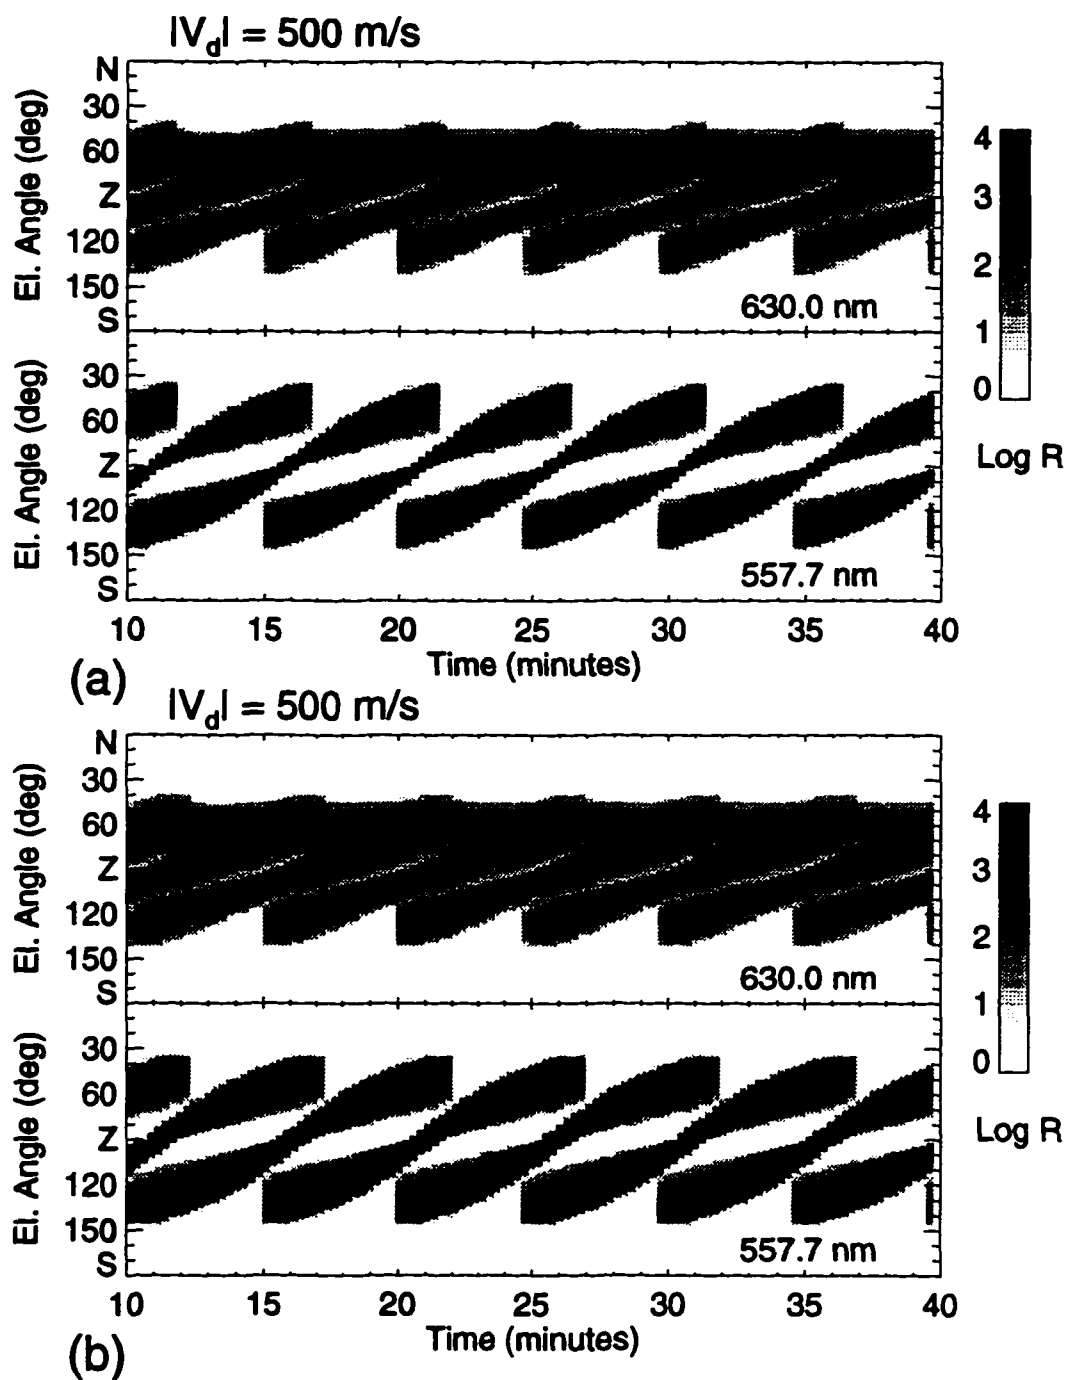 |V_d| = 500 m/s
N
30
60
Z
120
150
S
El. Angle (deg)
630.0 nm
4
3
2
1
0
Log R
30
60
Z
120
150
S
El. Angle (deg)
557.7 nm
10 15 20 25 30 35 40
Time (minutes)
(a)
|V_d| = 500 m/s
N
30
60
Z
120
150
S
El. Angle (deg)
630.0 nm
4
3
2
1
0
Log R
30
60
Z
120
150
S
El. Angle (deg)
557.7 nm
10 15 20 25 30 35 40
Time (minutes)
(b)